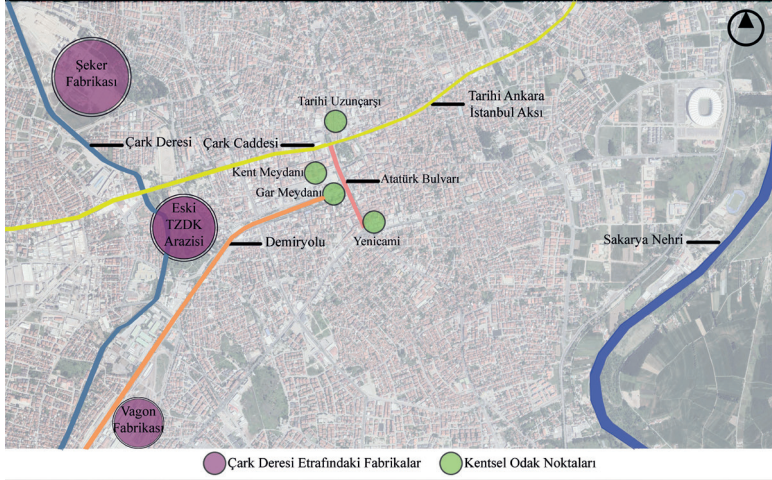 Şeker
Fabrikası
Tarihi Uzunçarşı
Tarihi Ankara
İstanbul Aksı
Çark Deresi
Çark Caddesi
Kent Meydanı
Atatürk Bulvarı
Gar Meydanı
Eski
TZDK
Arazisi
Demiryolu
Yenicami
Sakarya Nehri
Vagon
Fabrikası
Çark Deresi Etrafındaki Fabrikalar
Kentsel Odak Noktaları